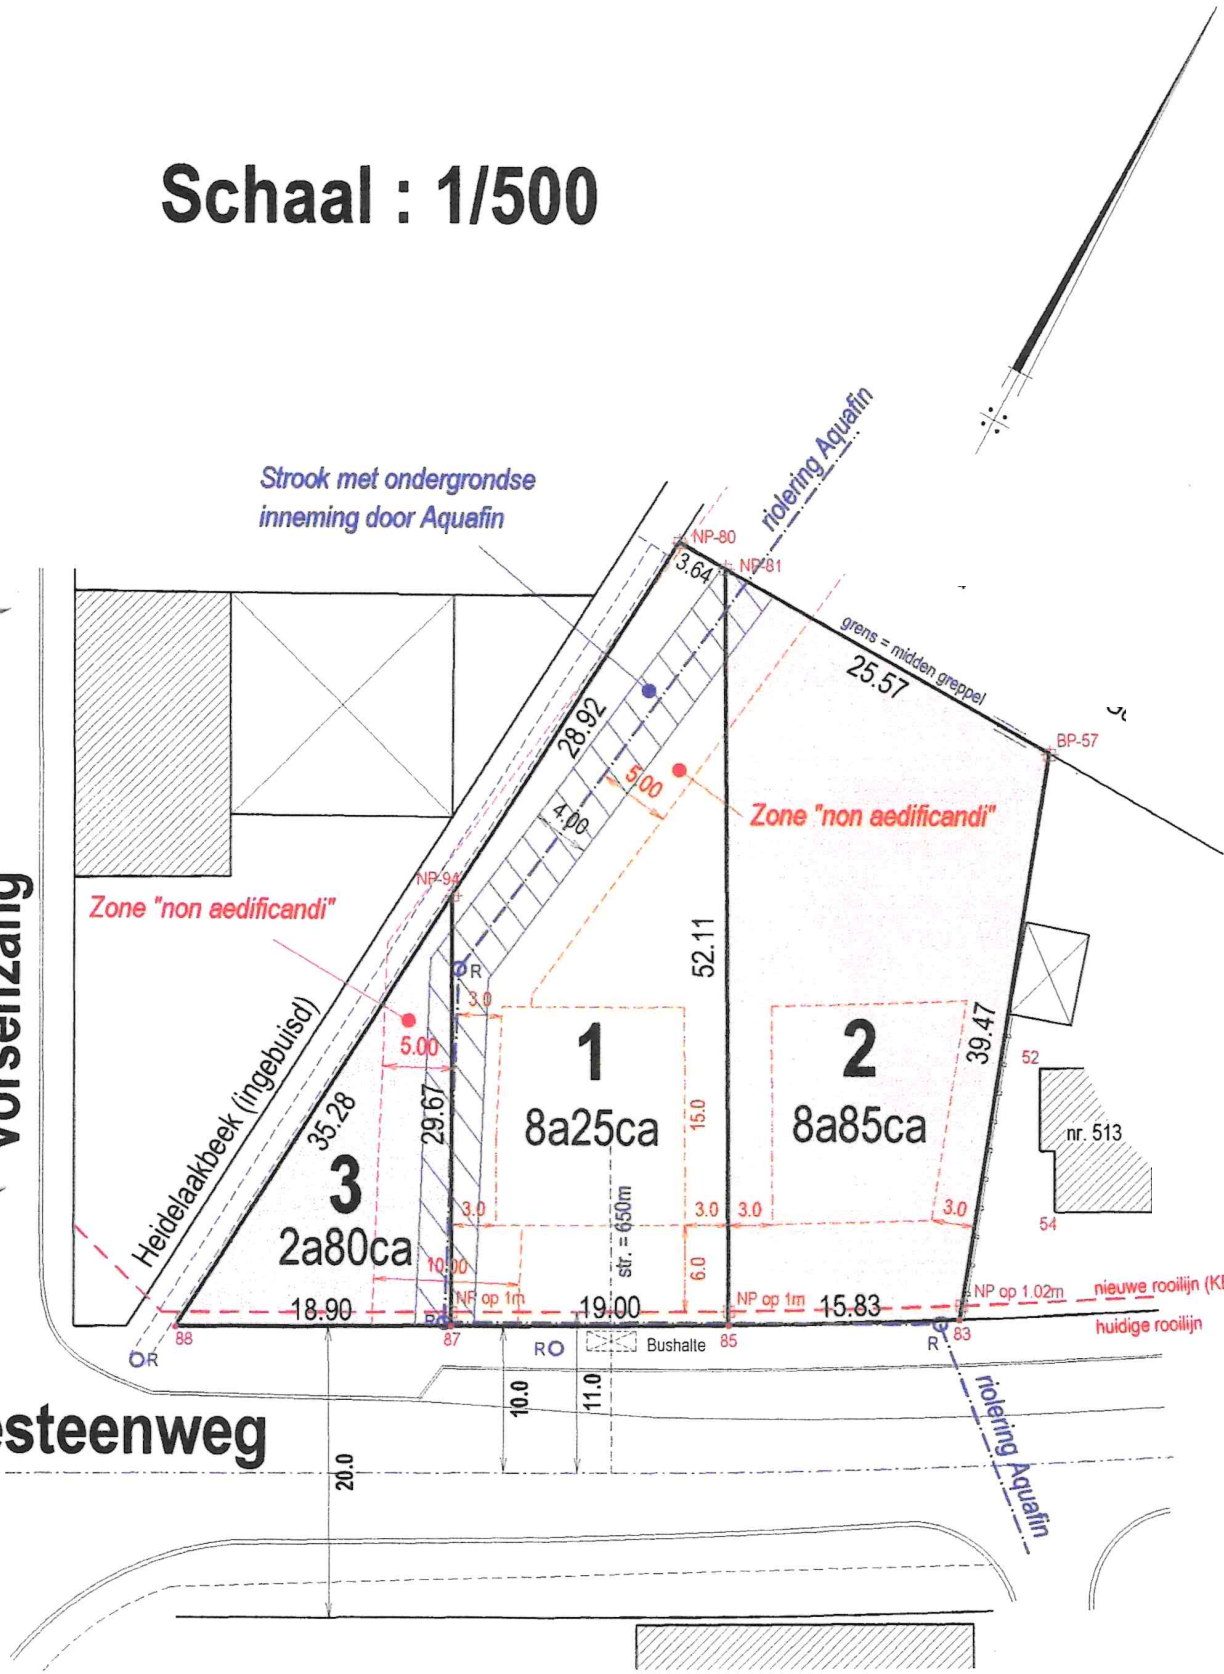 Schaal : 1/500
riolering Aquafin
Strook met ondergrondse
inneming door Aquafin
NP-80
3.64
NP-81
grens = midden greppel
25.57
BP-57
28.92
5.00
4.00
Zone "non aedificandi"
NP-94
Zone "non aedificandi"
Vorsenzang
52.11
R
3.0
Heidelaakbeek (ingebuisd)
5.00
1
8a25ca
2
8a85ca
39.47
52
35.28
29.67
15.0
nr. 513
3
2a80ca
3.0
str. = 650m
3.0
3.0
3.0
54
10.00
6.0
18.90
NP op 1m
19.00
NP op 1m
15.83
NP op 1.02m
nieuwe rooilijn
huidige rooilijn
88
87
R
85
83
R
R
R
Bushalte
10.0
11.0
esteenweg
20.0
riolering Aquafin